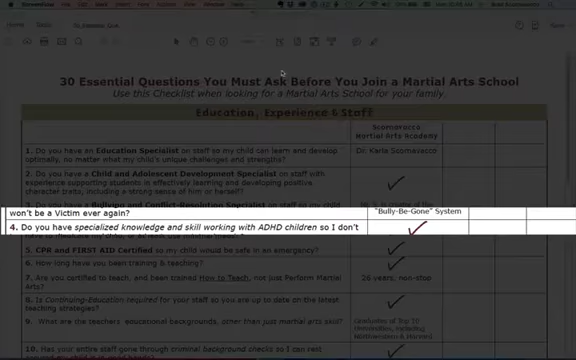 30 Essential Questions You Must Ask Before You Join a Martial Arts School
Use this Checklist when looking for a Martial Arts School for your family.
Education, Experience & Staff
Scomavacco
Martial Arts Academy
1. Do you have an Education Specialist on staff so my child can learn and develop
optimally, no matter what my child's unique challenges and strengths?
Dr. Karla Scomavacco
2. Do you have a Child and Adolescent Development Specialist on staff with
experience supporting students in effectively learning and developing positive
character traits, including a strong sense of him or herself?
3. Do you have a Bullying and Conflict-Resolution Specialist on staff so my child
won't be a Victim ever again?
"Bully-Be-Gone" System
4. Do you have specialized knowledge and skill working with ADHD children so I don't
5. CPR and FIRST AID Certified so my child would be safe in an emergency?
6. How long have you been training & teaching?
7. Are you certified to teach, and been trained How to Teach, not just Perform Martial
Arts?
26 years, non-stop
8. Is Continuing-Education required for your staff so you are up to date on the latest
teaching strategies?
9. What are the teachers' educational backgrounds, other than just martial arts skill?
Graduates of Top 10
Universities, including
Northwestern &
10. Has your entire staff gone through criminal background checks so I can rest